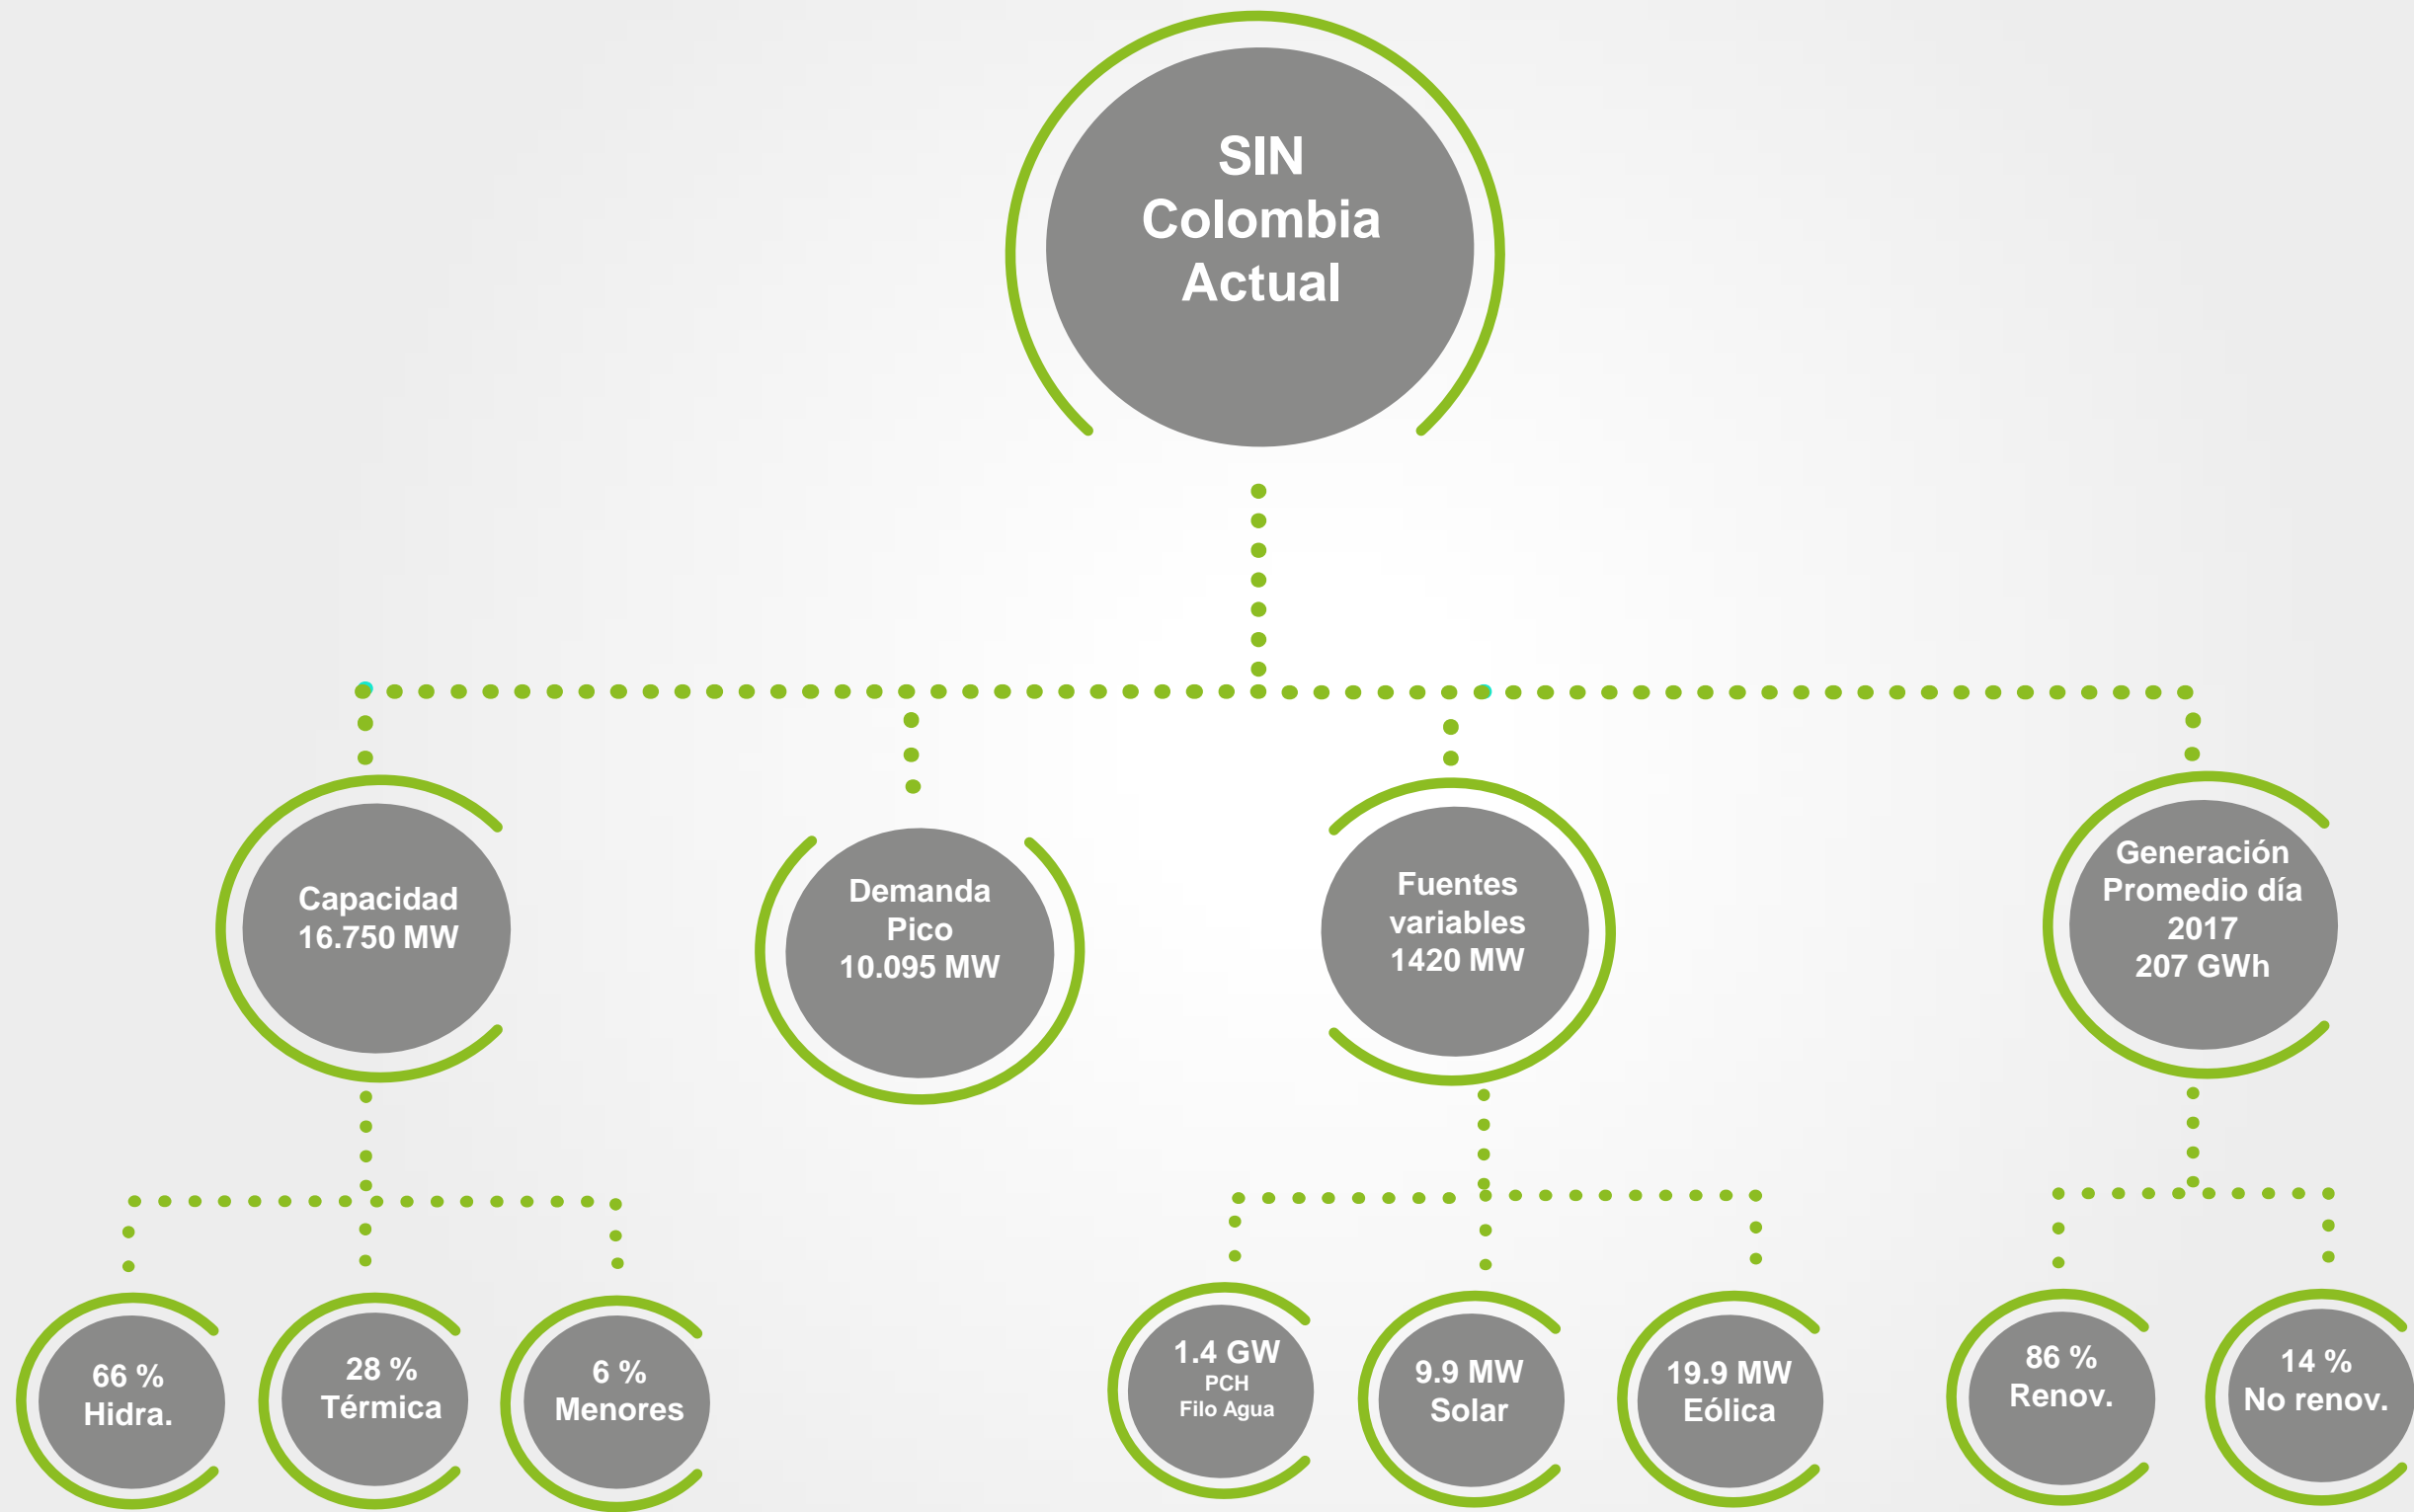 SIN
Colombia
Actual
Capacidad
16.750 MW
Demanda
Pico
10.095 MW
Fuentes
variables
1420 MW
Generación
Promedio día
2017
207 GWh
66 %
Hidra.
28 %
Térmica
6 %
Menores
1.4 GW
PCH
Filo Agua
9.9 MW
Solar
19.9 MW
Eólica
86 %
Renov.
14 %
No renov.